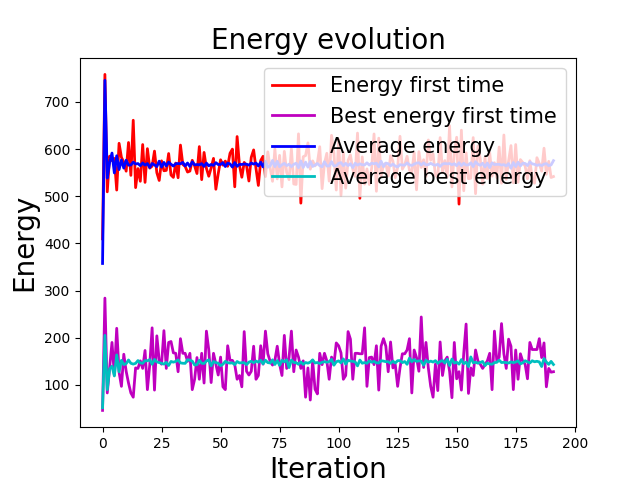 Energy evolution
Energy first time
Best energy first time
Average energy
Average best energy
Energy
700
600
500
400
300
200
100
0
25
50
75
100
125
150
175
200
Iteration